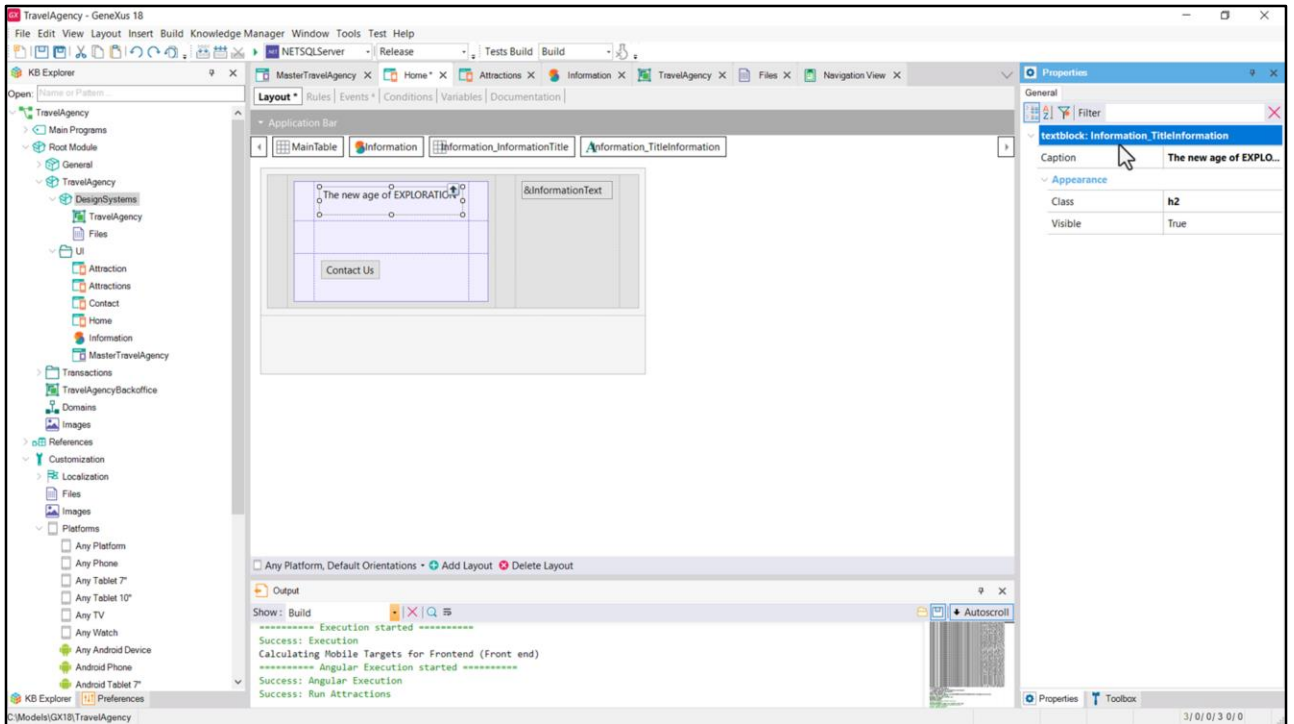 TravelAgency - GeneXus 18
File Edit View Layout Insert Build Knowledge Manager Window Tools Test Help
NETSQLServer Release Tests Build Build
KB Explorer
Open: Name or Pattern
TravelAgency
Main Programs
Root Module
General
TravelAgency
DesignSystems
TravelAgency
Files
UI
Attraction
Attractions
Contact
Home
Information
MasterTravelAgency
Transactions
TravelAgencyBackoffice
Domains
Images
References
Customization
Localization
Files
Images
Platforms
Any Platform
Any Phone
Any Tablet 7"
Any Tablet 10"
Any TV
Any Watch
Any Android Device
Android Phone
Android Tablet 7"
KB Explorer Preferences
MasterTravelAgency X Home* X Attractions X Information X TravelAgency X Files X Navigation View X
Layout * Rules Events * Conditions Variables Documentation
Application Bar
MainTable Information Information_InformationTitle Information_TitleInformation
The new age of EXPLORATION
&InformationText
Contact Us
Any Platform, Default Orientations Add Layout Delete Layout
Output
Show: Build Autoscroll
========== Execution started ==========
Success: Execution
Calculating Mobile Targets for Frontend (Front end)
========== Angular Execution started ==========
Success: Angular Execution
Success: Run Attractions
Properties
General
Filter
textblock: Information_TitleInformation
Caption The new age of EXPLO...
Appearance
Class h2
Visible True
Properties Toolbox
C:\Models\GX18\TravelAgency
3/0/0/3 0/0